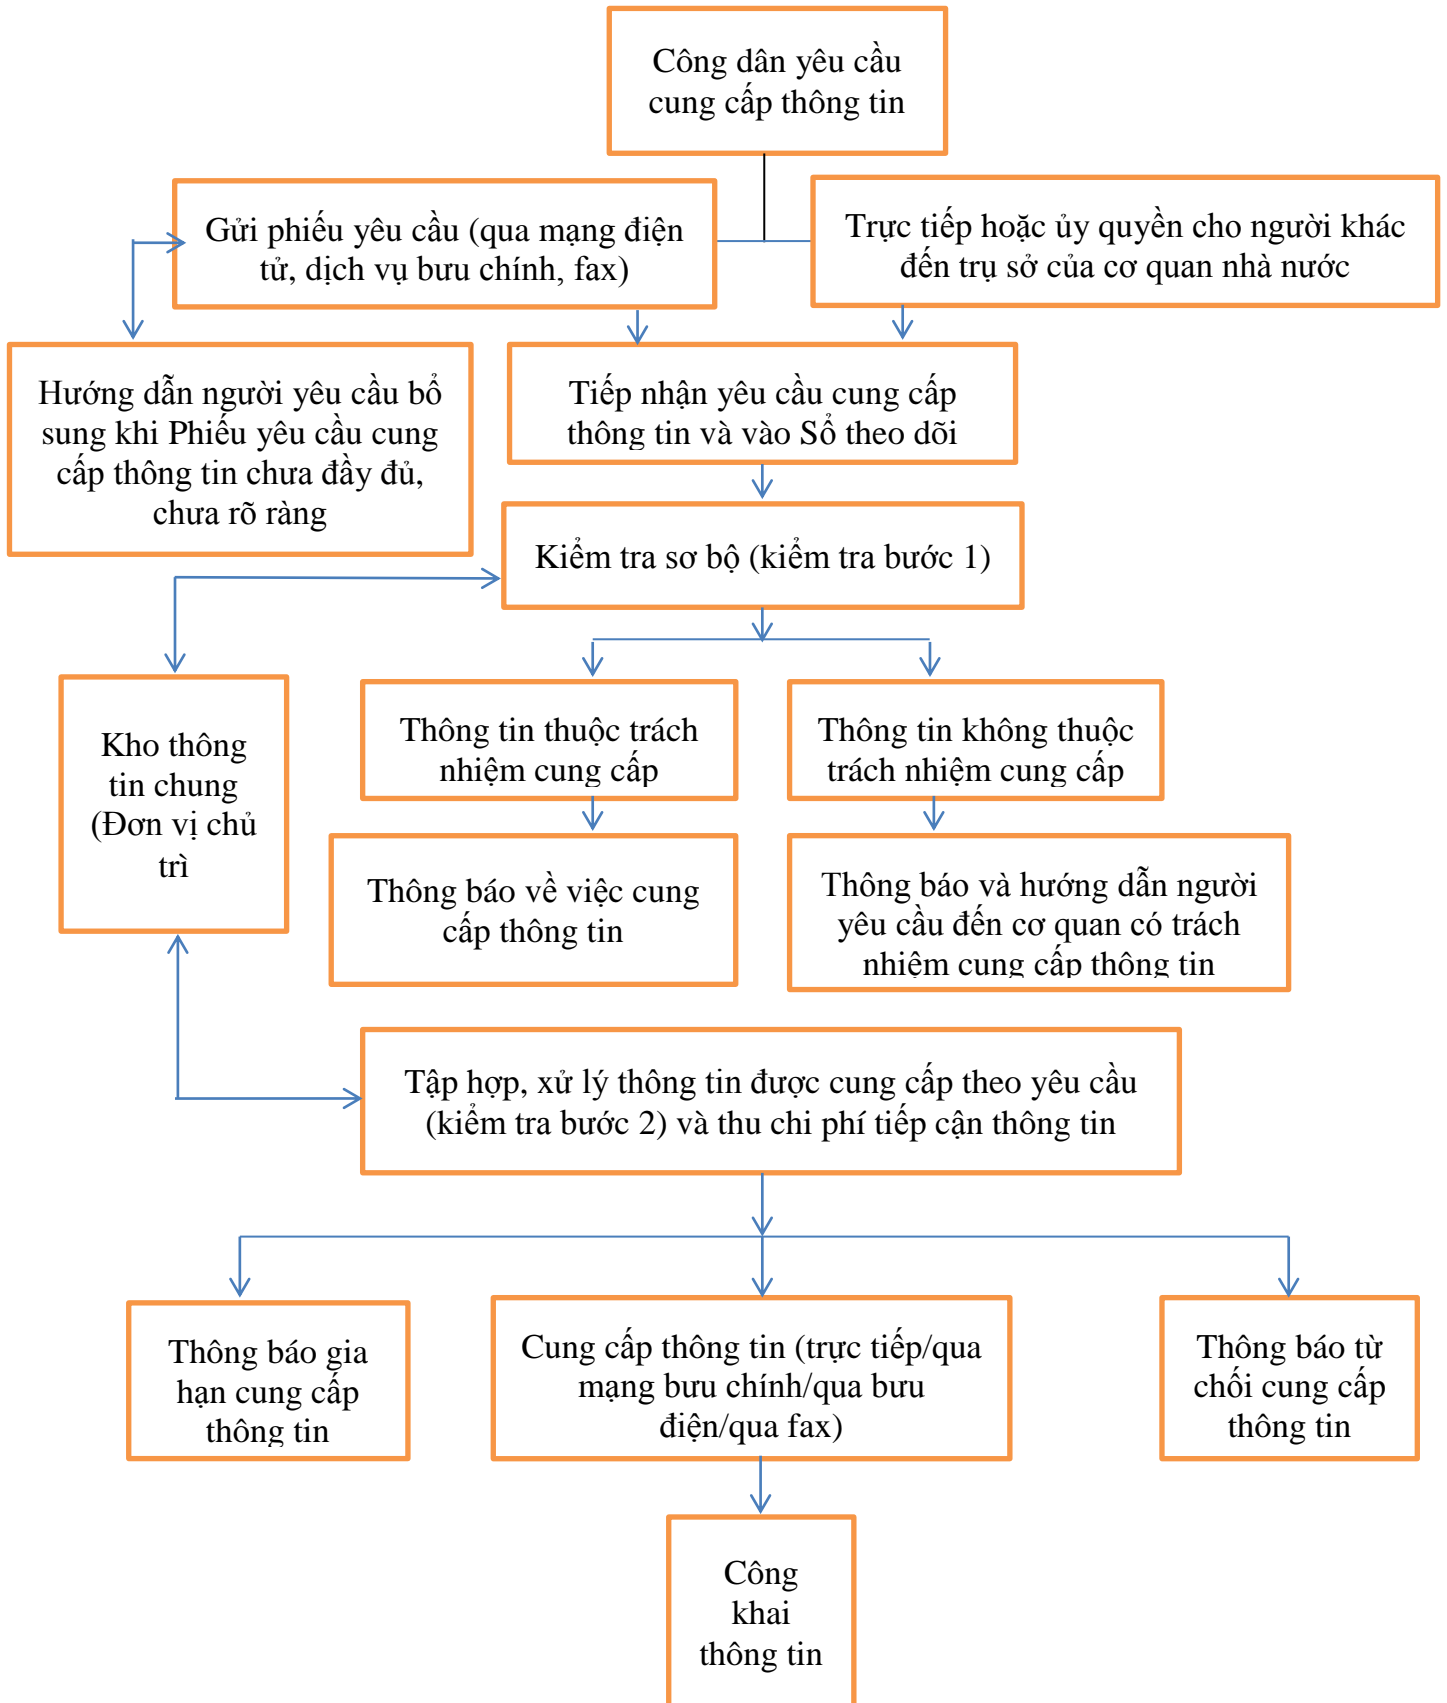 Công dân yêu cầu
cung cấp thông tin
Gửi phiếu yêu cầu (qua mạng điện
tử, dịch vụ bưu chính, fax)
Trực tiếp hoặc ủy quyền cho người khác
đến trụ sở của cơ quan nhà nước
Hướng dẫn người yêu cầu bổ
sung khi Phiếu yêu cầu cung
cấp thông tin chưa đầy đủ,
chưa rõ ràng
Tiếp nhận yêu cầu cung cấp
thông tin và vào Sổ theo dõi
Kiểm tra sơ bộ (kiểm tra bước 1)
Kho thông
tin chung
(Đơn vị chủ
trì
Thông tin thuộc trách
nhiệm cung cấp
Thông tin không thuộc
trách nhiệm cung cấp
Thông báo về việc cung
cấp thông tin
Thông báo và hướng dẫn người
yêu cầu đến cơ quan có trách
nhiệm cung cấp thông tin
Tập hợp, xử lý thông tin được cung cấp theo yêu cầu
(kiểm tra bước 2) và thu chi phí tiếp cận thông tin
Thông báo gia
hạn cung cấp
thông tin
Cung cấp thông tin (trực tiếp/qua
mạng bưu chính/qua bưu
điện/qua fax)
Thông báo từ
chối cung cấp
thông tin
Công
khai
thông tin